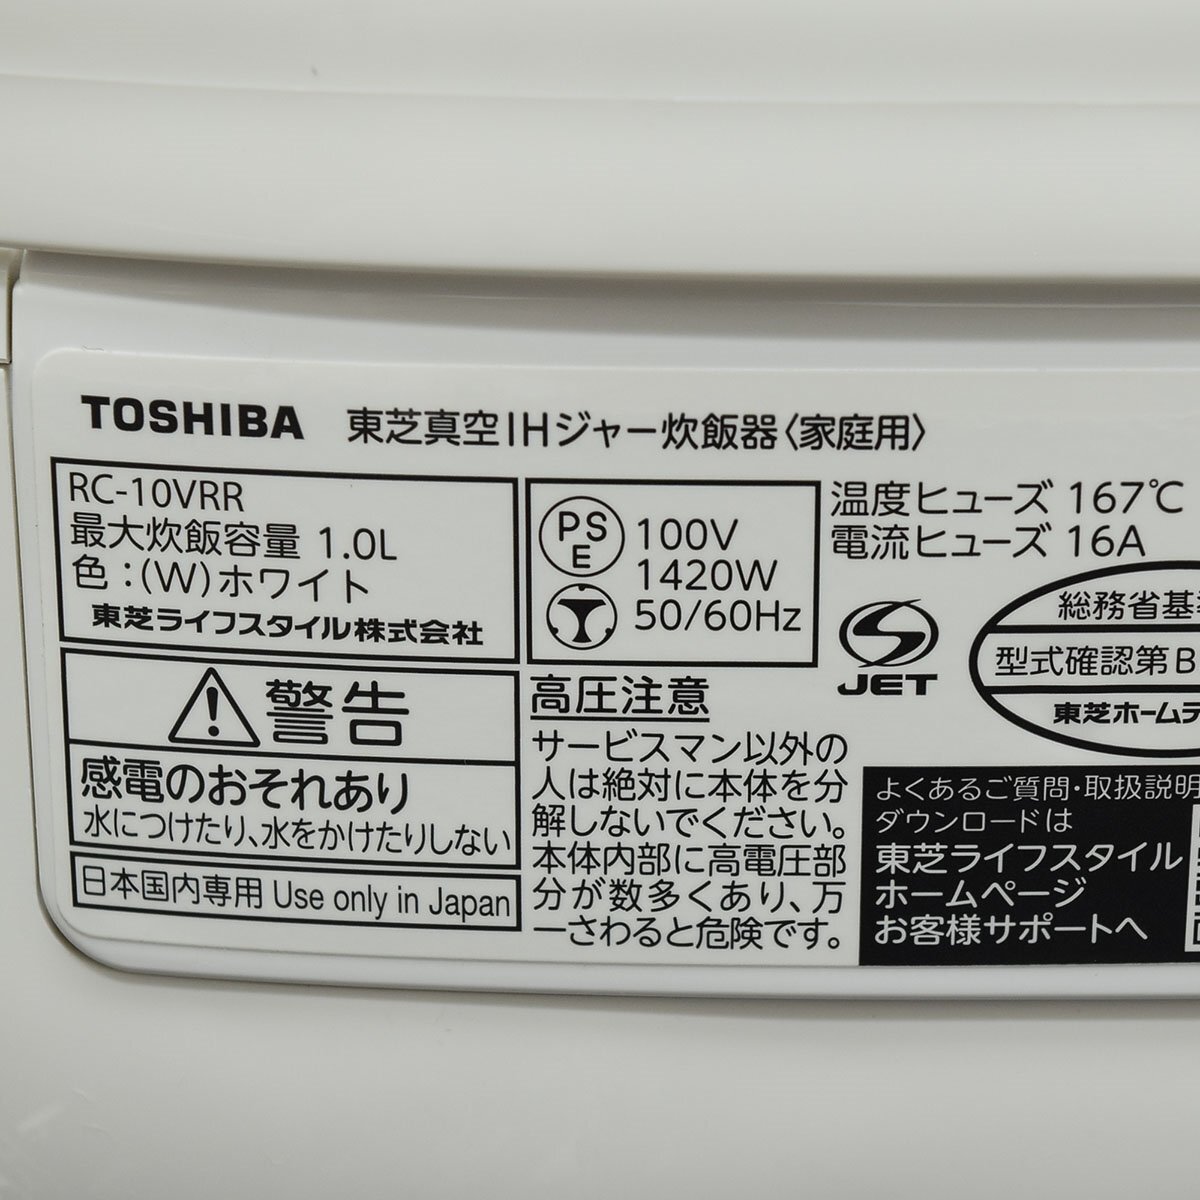 TOSHIBA 東芝真空IHジャー炊飯器〈家庭用〉
RC-10VRR
最大炊飯容量 1.0L
色：(W)ホワイト
東芝ライフスタイル株式会社
PS
E
100V
1420W
50/60Hz
温度ヒューズ 167℃
電流ヒューズ 16A
JET
総務省基
型式確認第B
東芝ホームテ
警告
感電のおそれあり
水につけたり、水をかけたりしない
日本国内専用 Use only in Japan
高圧注意
サービスマン以外の
人は絶対に本体を分
解しないでください。
本体内部に高電圧部
分が数多くあり、万
一さわると危険です。
よくあるご質問・取扱説明
ダウンロードは
東芝ライフスタイル
ホームページ
お客様サポートへ